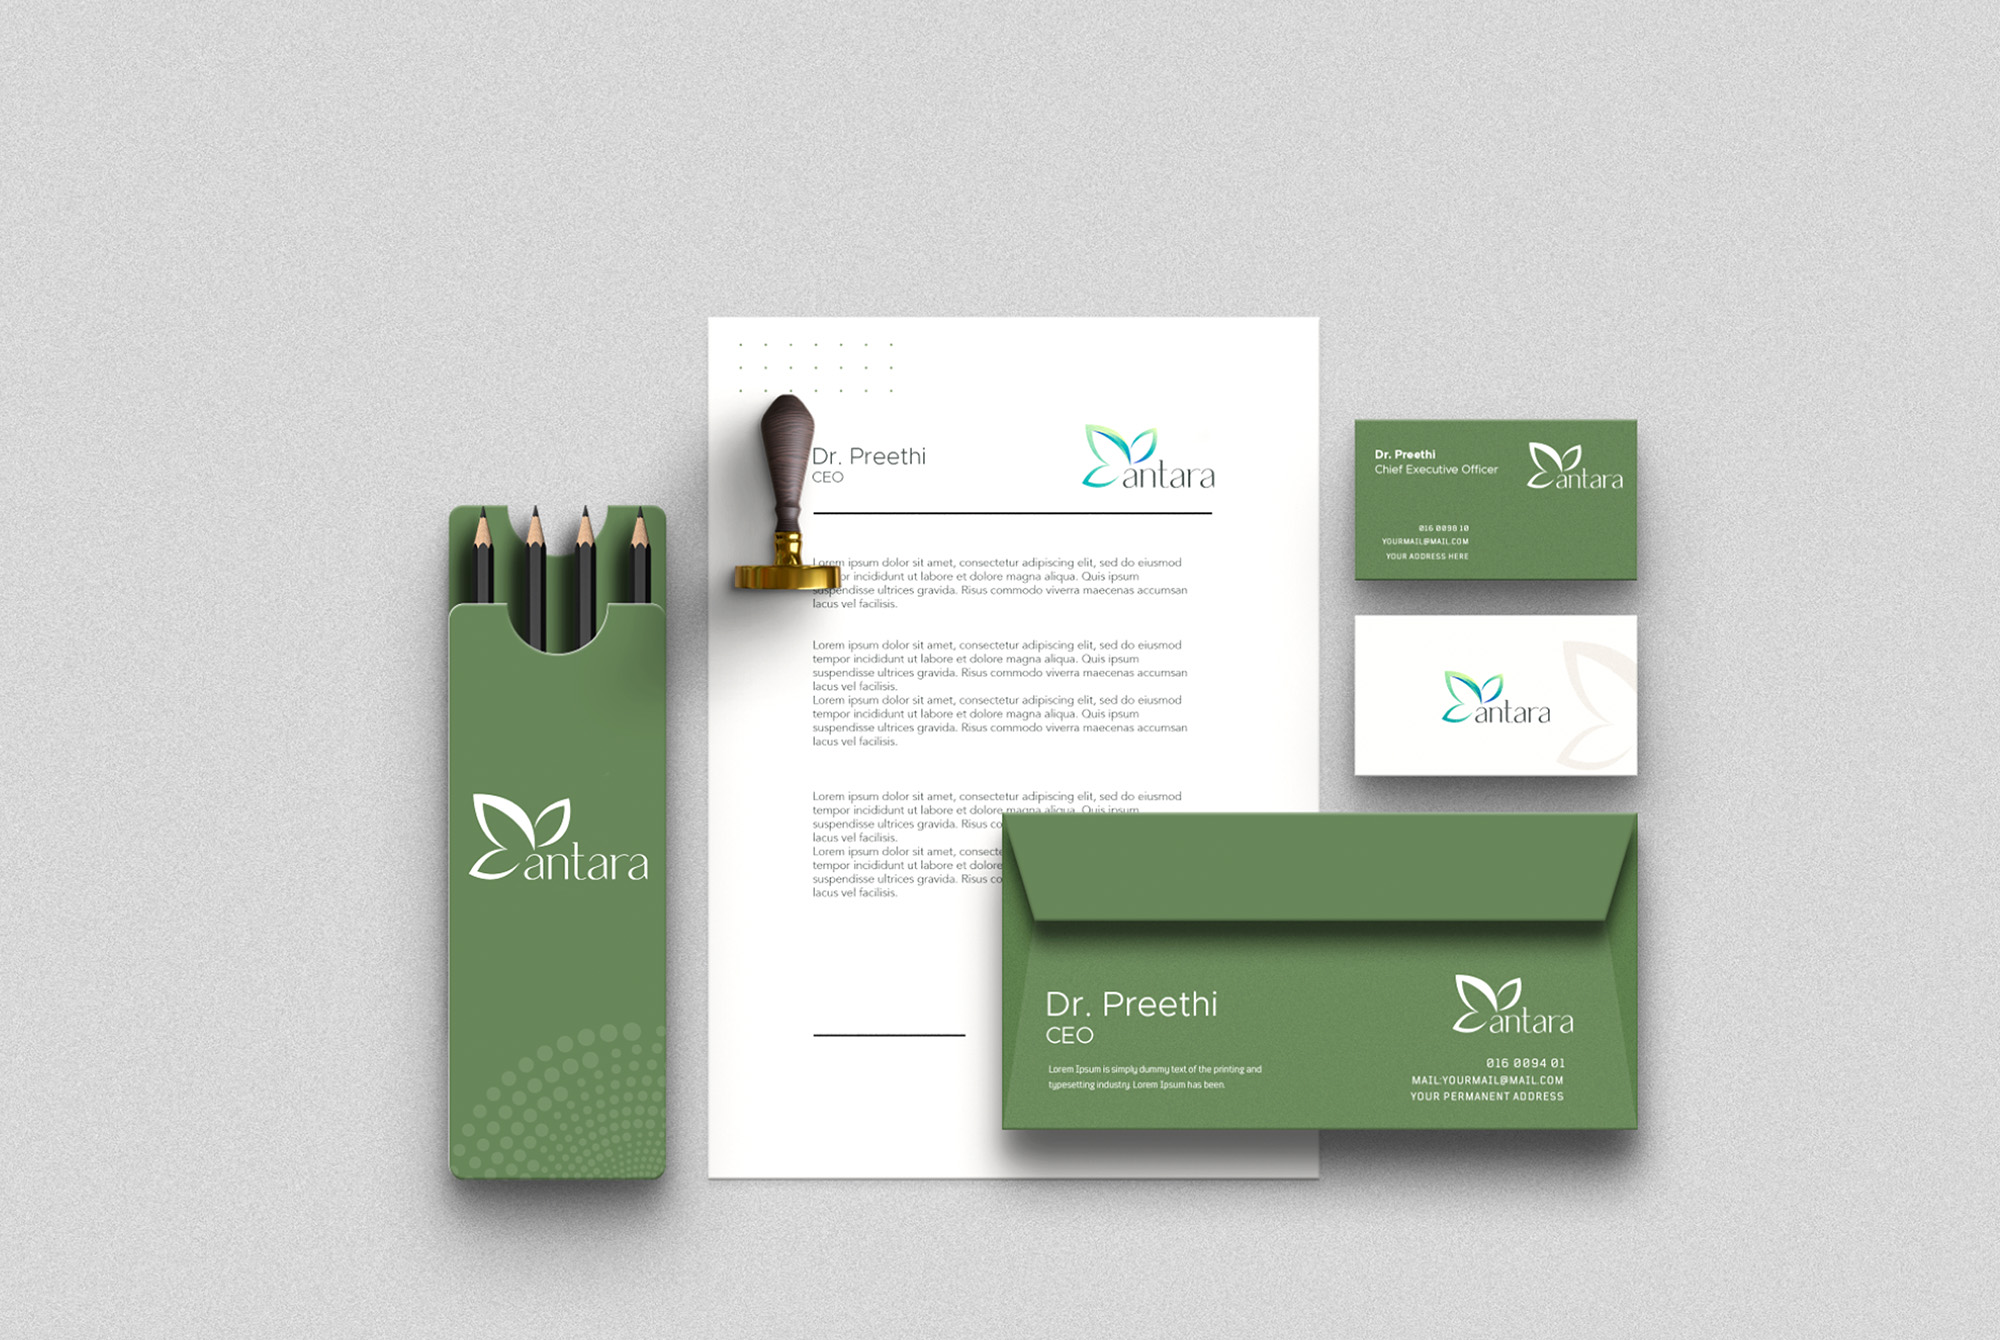 antara
Dr. Preethi
CEO
antara
Lorem ipsum dolor sit amet, consectetur adipiscing elit, sed do eiusmod
incididunt ut labore et dolore magna aliqua. Quis ipsum
suspendisse ultrices gravida. Risus commodo viverra maecenas accumsan
lacus vel facilisis.
Lorem ipsum dolor sit amet, consectetur adipiscing elit, sed do eiusmod
tempor incididunt ut labore et dolore magna aliqua. Quis ipsum
suspendisse ultrices gravida. Risus commodo viverra maecenas accumsan
lacus vel facilisis.
Lorem ipsum dolor sit amet, consectetur adipiscing elit, sed do eiusmod
tempor incididunt ut labore et dolore magna aliqua. Quis ipsum
suspendisse ultrices gravida. Risus commodo viverra maecenas accumsan
lacus vel facilisis.
Lorem ipsum dolor sit amet, consectetur adipiscing elit, sed do eiusmod
tempor incididunt ut labore et dolore magna aliqua. Quis ipsum
suspendisse ultrices gravida. Risus
lacus vel facilisis.
Lorem ipsum dolor sit amet,
tempor incididunt ut labore et dolore
suspendisse ultrices gravida. Risus
lacus vel facilisis.
Dr. Preethi
Chief Executive Officer
antara
016 0098 10
YOURMAIL@MAIL.COM
YOUR ADDRESS HERE
antara
Dr. Preethi
CEO
Lorem Ipsum is simply dummy text of the printing and
typesetting industry. Lorem Ipsum has been.
antara
016 0094 01
MAIL:YOURMAIL@MAIL.COM
YOUR PERMANENT ADDRESS